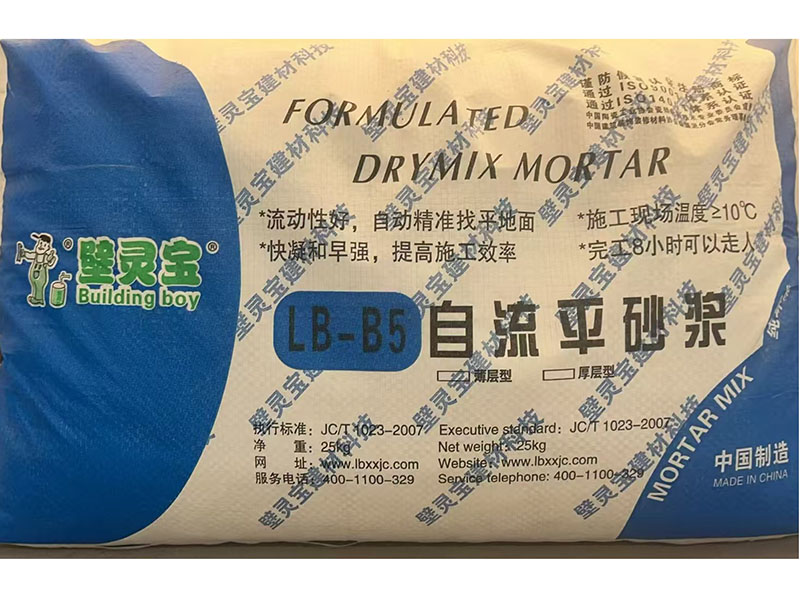 FORMULATED
DRYMIX MORTAR
*流动性好，自动精准找平地面
*快凝和早强，提高施工效率
*施工现场温度≥10℃
*完工8小时可以走人
壁灵宝®
Building boy
LB-B5 自流平砂浆
薄层型 厚层型
执行标准：JC/T 1023-2007
净 重：25kg
网 址：www.lbxxjc.com
服务电话：400-1100-329
Executive standard: JC/T 1023-2007
Net weight: 25kg
Website: www.lbxxjc.com
Service telephone: 400-1100-329
MORTAR MIX
中国制造
MADE IN CHINA
壁灵宝建材科技